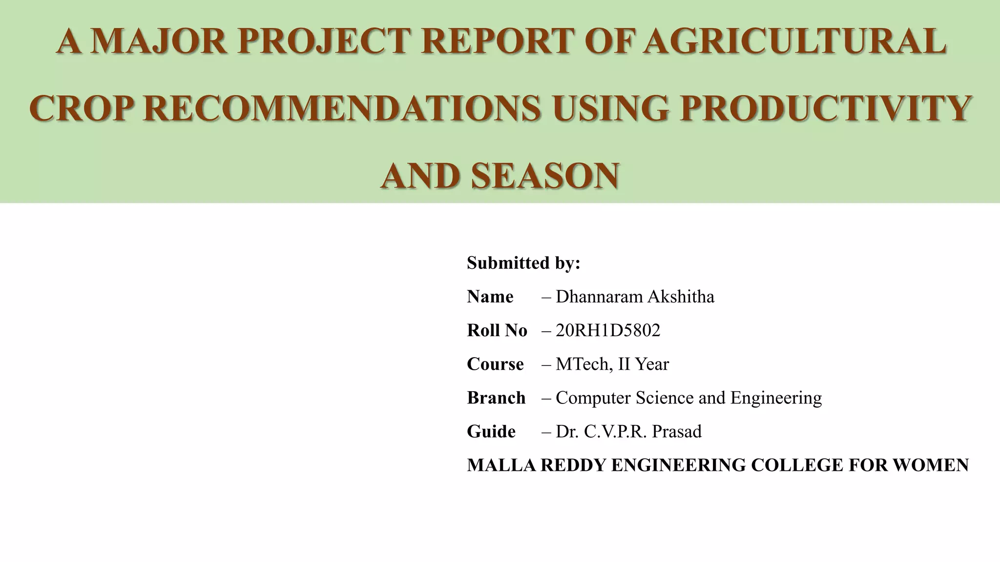 A MAJOR PROJECT REPORT OF AGRICULTURAL
CROP RECOMMENDATIONS USING PRODUCTIVITY
AND SEASON
Submitted by:
Name – Dhannaram Akshitha
Roll No – 20RH1D5802
Course – MTech, II Year
Branch – Computer Science and Engineering
Guide – Dr. C.V.P.R. Prasad
MALLA REDDY ENGINEERING COLLEGE FOR WOMEN